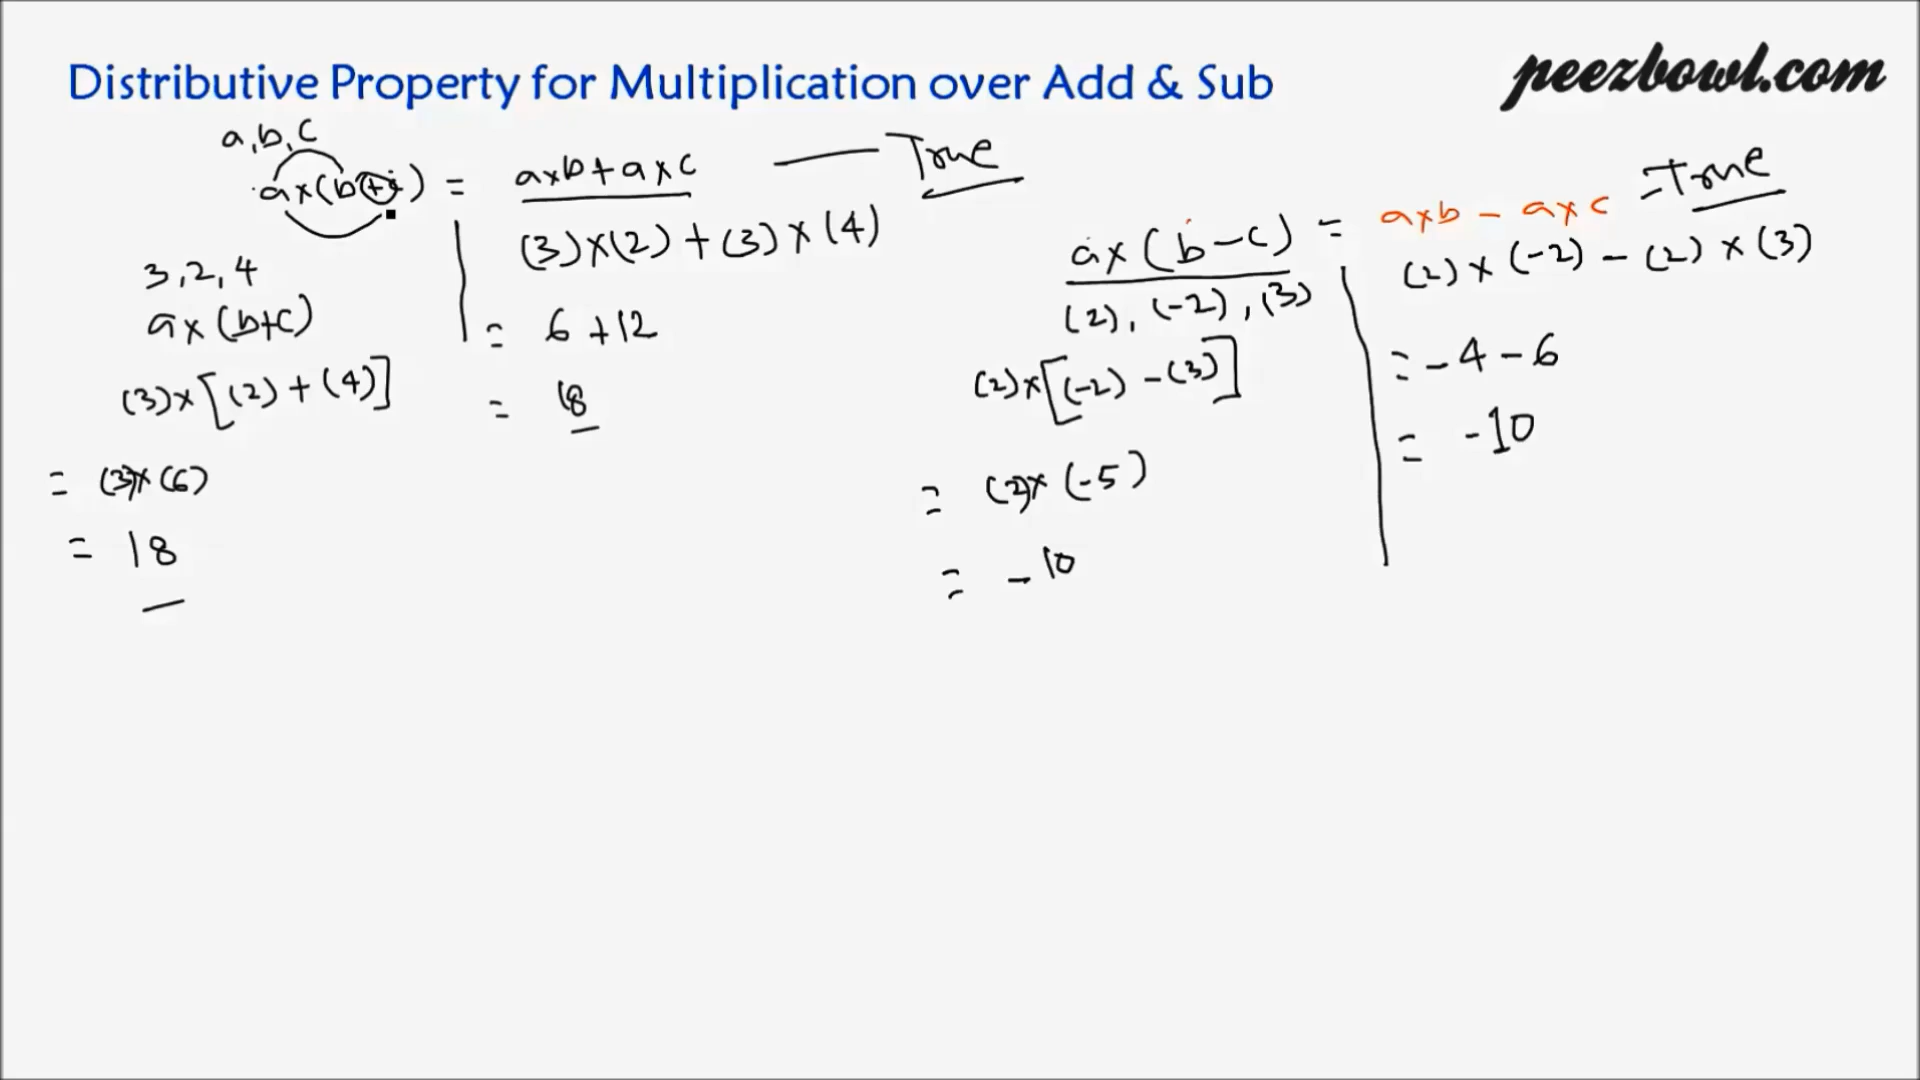 Distributive Property for Multiplication over Add & Sub
peezbowl.com
a,b,c
a×(b+c) = a×b+a×c — True
(3)×(2)+(3)×(4)
3,2,4
a×(b+c)
= 6+12
(3)×[(2)+(4)]
= 18
= (3)×(6)
= 18
a×(b-c) = a×b - a×c = True
(2)×(-2)-(2)×(3)
(2),(-2),(3)
= -4-6
(2)×[(-2)-(3)]
= -10
= (2)×(-5)
= -10